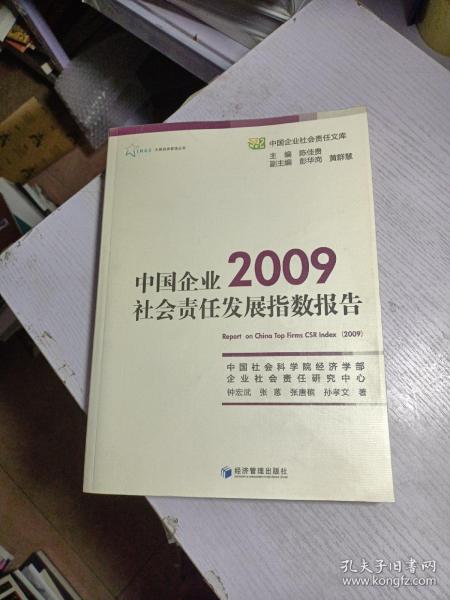 中国企业社会责任文库
主 编 陈佳贵
副主编 彭华岗 黄群慧
中国企业 2009
社会责任发展指数报告
Report on China Top Firms CSR Index (2009)
中国社会科学院经济学部
企业社会责任研究中心
钟宏武 张蒽 张唐槟 孙孝文 著
经济管理出版社
孔夫子旧书网
www.kongfz.com